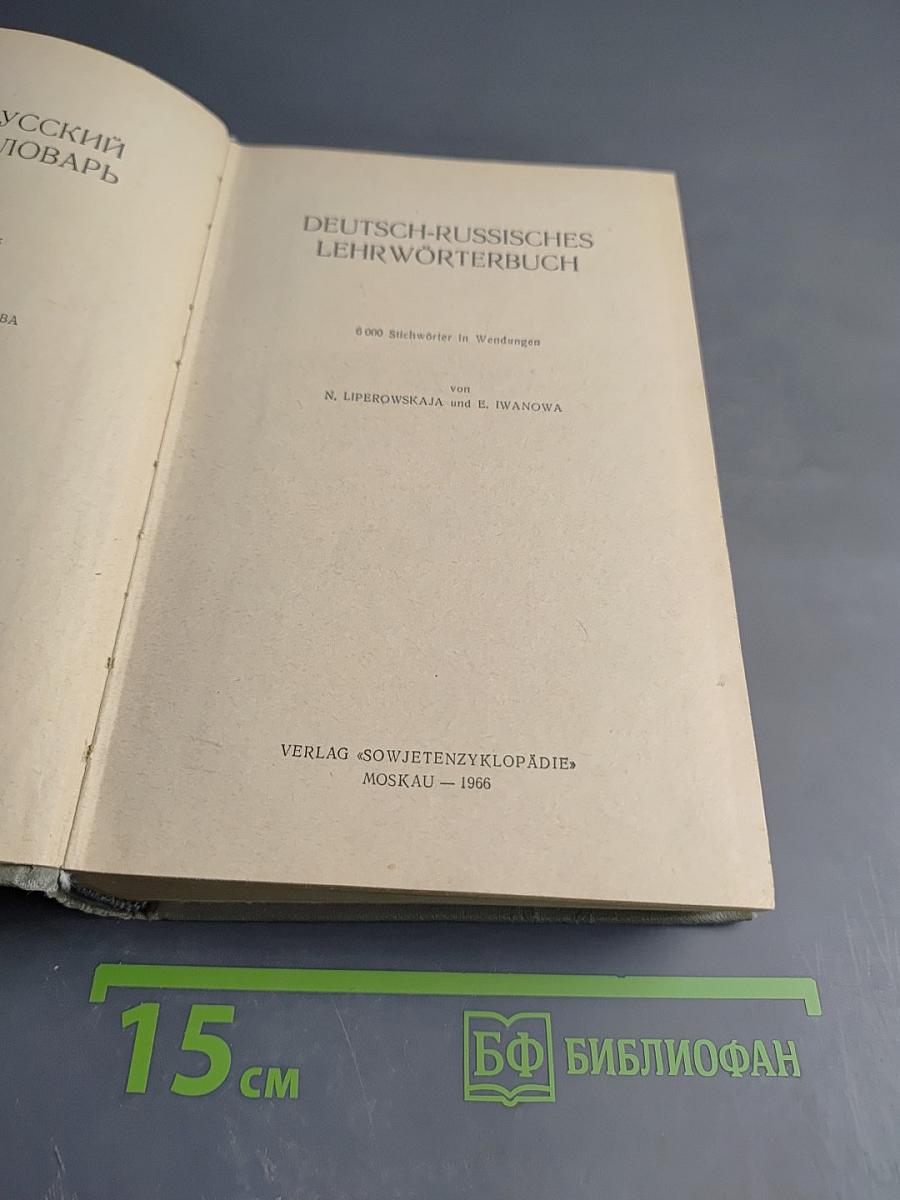 УССКИЙ
ЛОВАРЬ
ВА
DEUTSCH-RUSSISCHES
LEHRWÖRTERBUCH
6 000 Stichwörter in Wendungen
von
N. LIPEROWSKAJA und E. IWANOWA
VERLAG «SOWJETENZYKLOPÄDIE»
MOSKAU — 1966
15 см
БФ БИБЛИОФАН